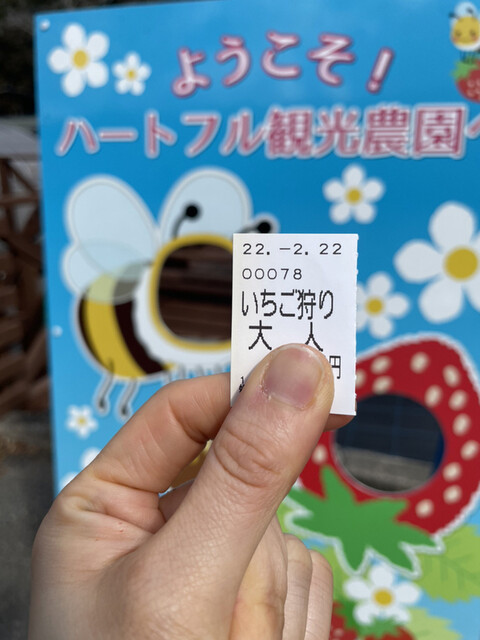 ようこそ！
ハートフル観光農園へ
22.-2.22
00078
いちご狩り
大人
円